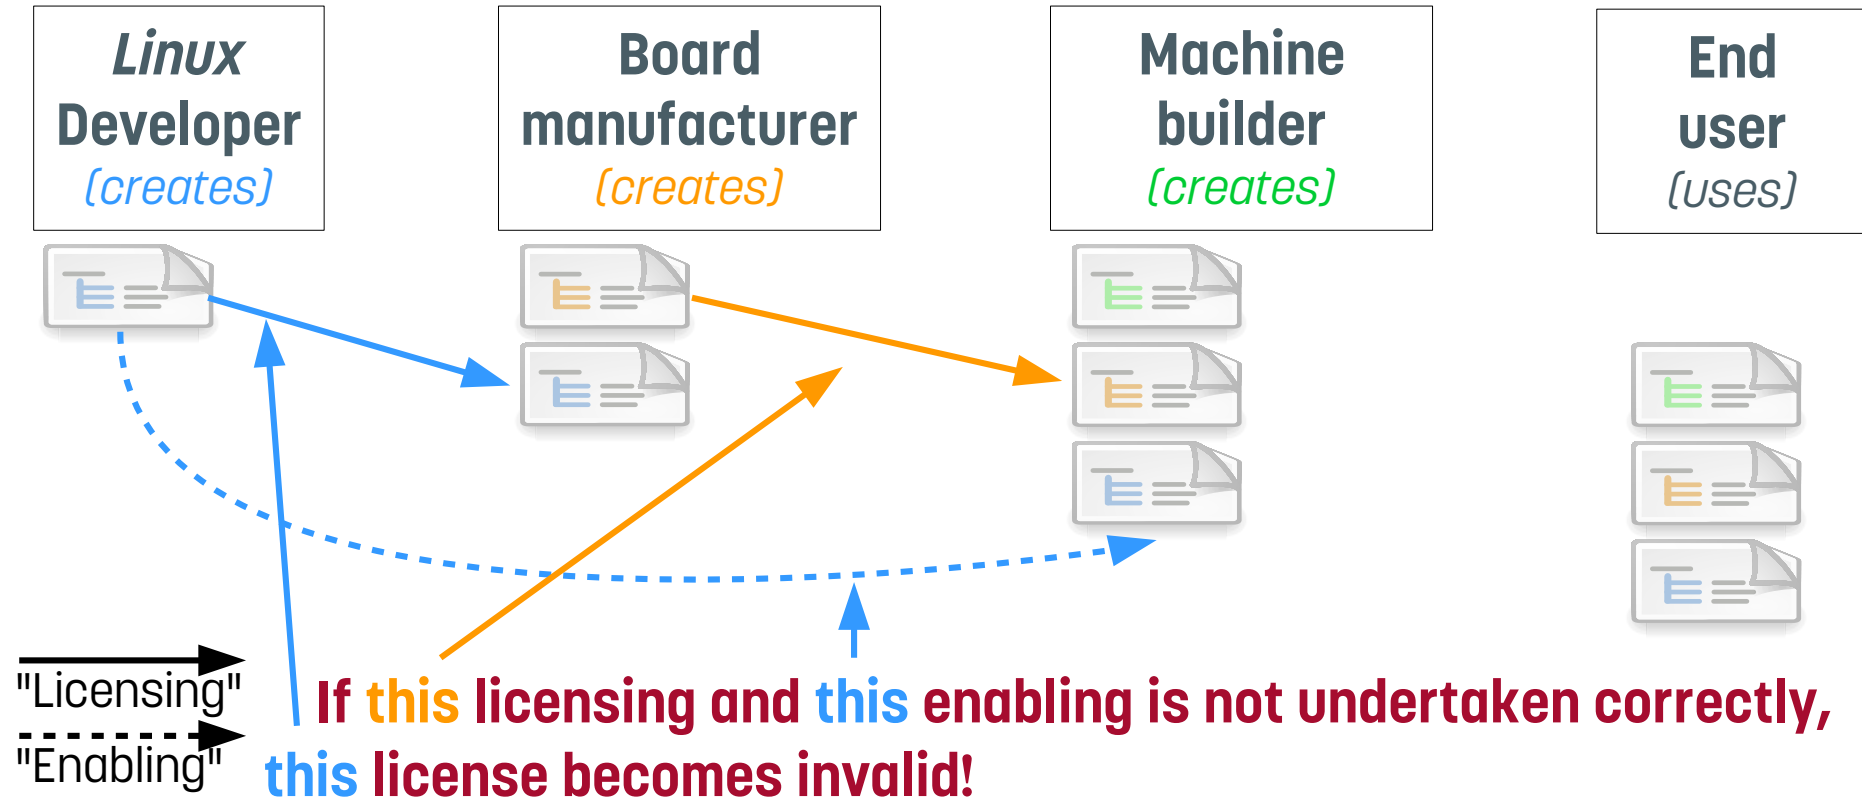 Linux
Developer
(creates)
Board
manufacturer
(creates)
Machine
builder
(creates)
End
user
(uses)
"Licensing"
"Enabling"
If this licensing and this enabling is not undertaken correctly,
this license becomes invalid!